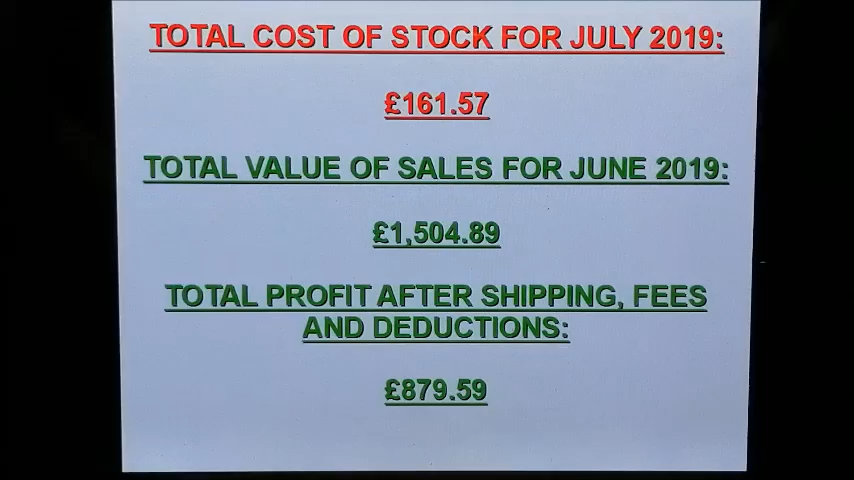 TOTAL COST OF STOCK FOR JULY 2019:
£161.57
TOTAL VALUE OF SALES FOR JUNE 2019:
£1,504.89
TOTAL PROFIT AFTER SHIPPING, FEES
AND DEDUCTIONS:
£879.59